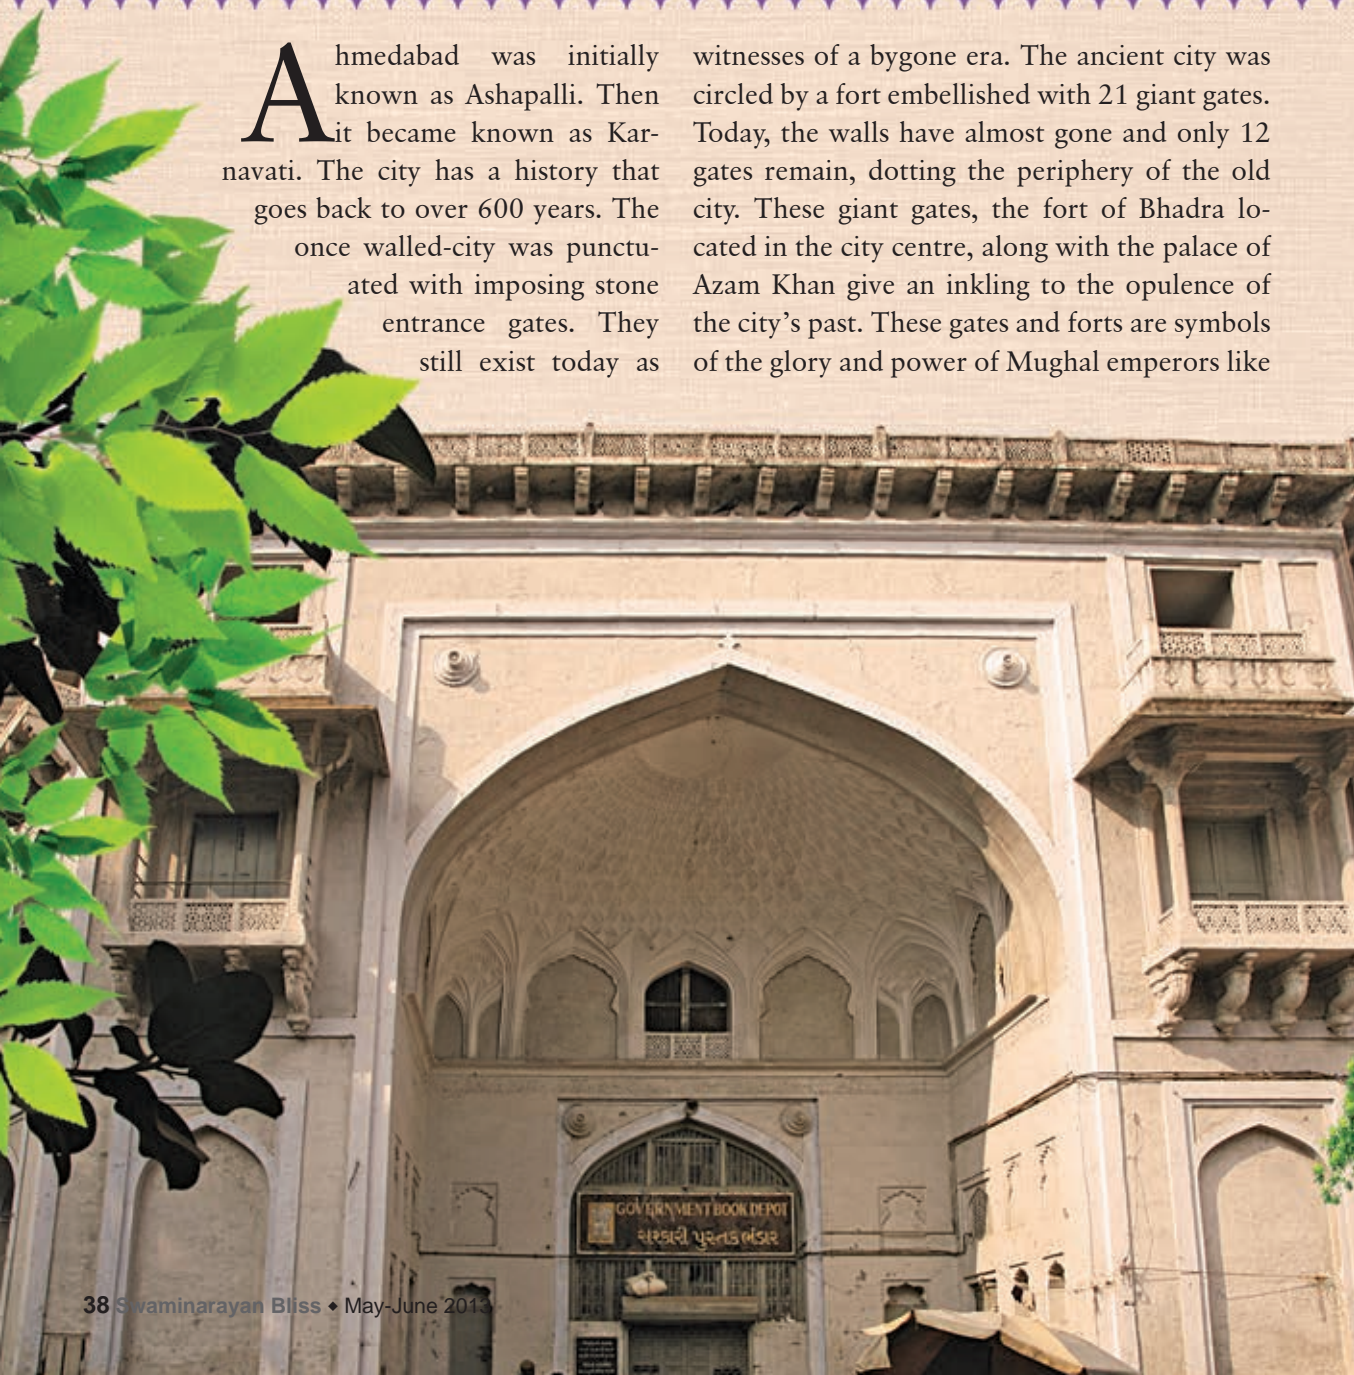 Ahmedabad was initially
known as Ashapalli. Then
it became known as Kar-
navati. The city has a history that
goes back to over 600 years. The
once walled-city was punctu-
ated with imposing stone
entrance gates. They
still exist today as
witnesses of a bygone era. The ancient city was
circled by a fort embellished with 21 giant gates.
Today, the walls have almost gone and only 12
gates remain, dotting the periphery of the old
city. These giant gates, the fort of Bhadra lo-
cated in the city centre, along with the palace of
Azam Khan give an inkling to the opulence of
the city’s past. These gates and forts are symbols
of the glory and power of Mughal emperors like
GOVERNMENT BOOK DEPOT
સરકારી પુસ્તક ભંડાર
38 Swaminarayan Bliss ◆ May-June 2013